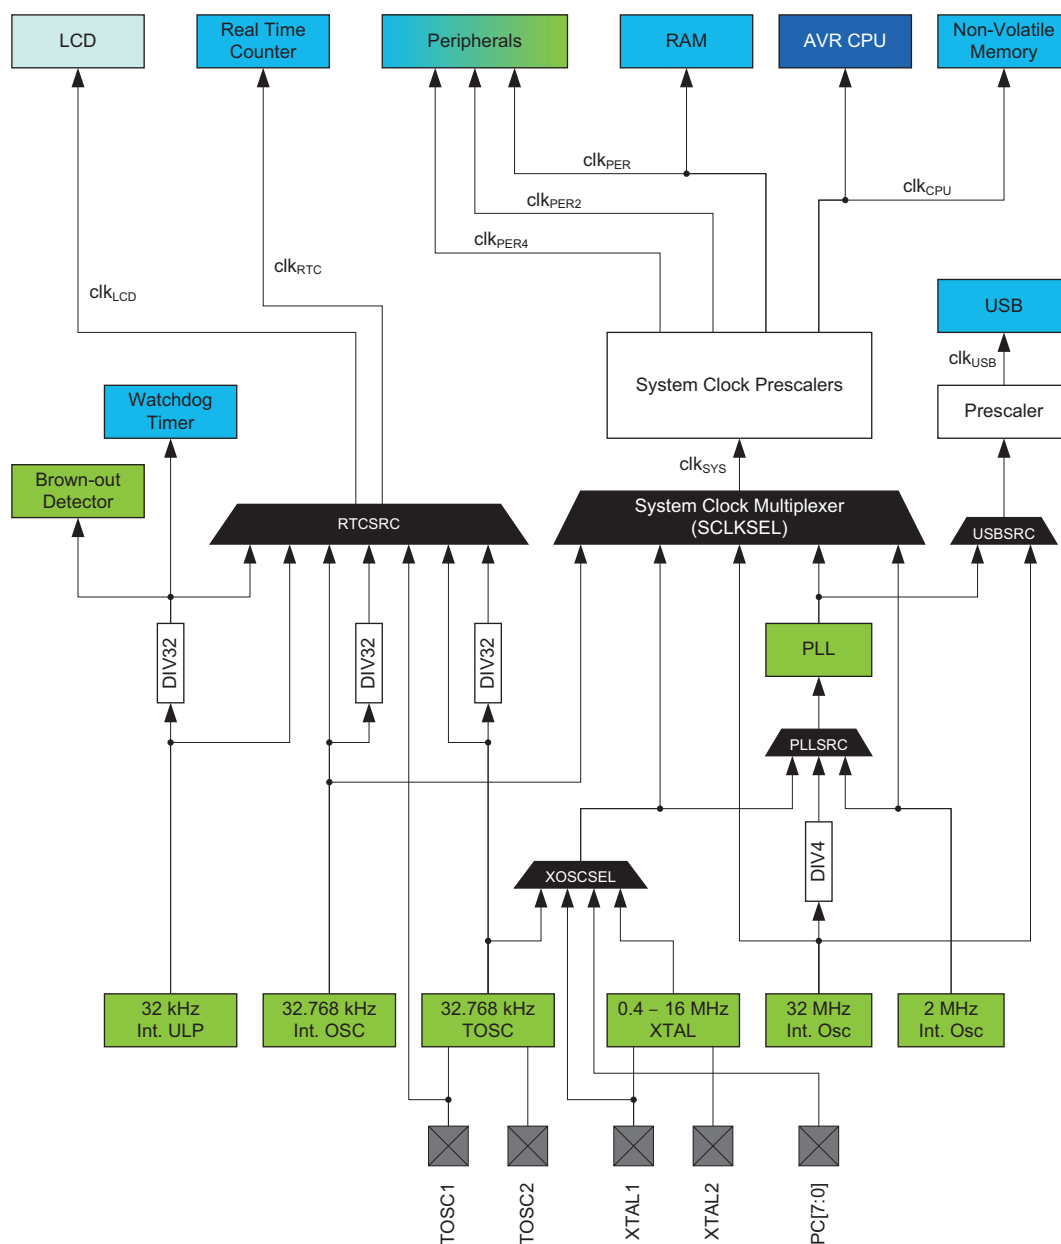 LCD
Real Time
Counter
Peripherals
RAM
AVR CPU
Non-Volatile
Memory
clkPER
clkCPU
clkPER2
clkPER4
clkRTC
clkLCD
USB
clkUSB
System Clock Prescalers
Prescaler
Watchdog
Timer
clkSYS
Brown-out
Detector
RTCSRC
System Clock Multiplexer
(SCLKSEL)
USBSRC
DIV32
DIV32
DIV32
PLL
PLLSRC
DIV4
XOSCSEL
32 kHz
Int. ULP
32.768 kHz
Int. OSC
32.768 kHz
TOSC
0.4 – 16 MHz
XTAL
32 MHz
Int. Osc
2 MHz
Int. Osc
TOSC1
TOSC2
XTAL1
XTAL2
PC[7:0]